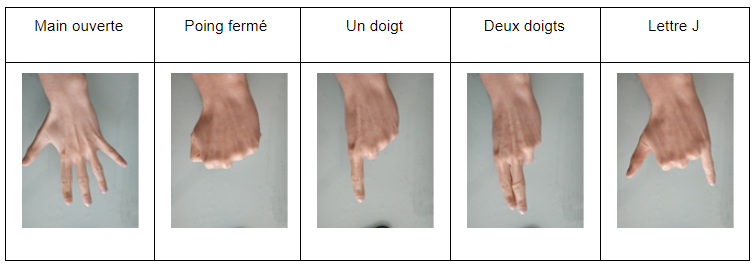 Main ouverte
Poing fermé
Un doigt
Deux doigts
Lettre J